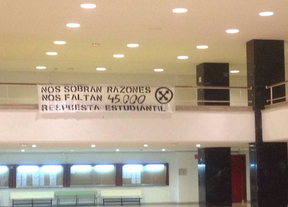 NOS SOBRAN RAZONES
NOS FALTAN 45.000
RESPUESTA ESTUDIANTIL